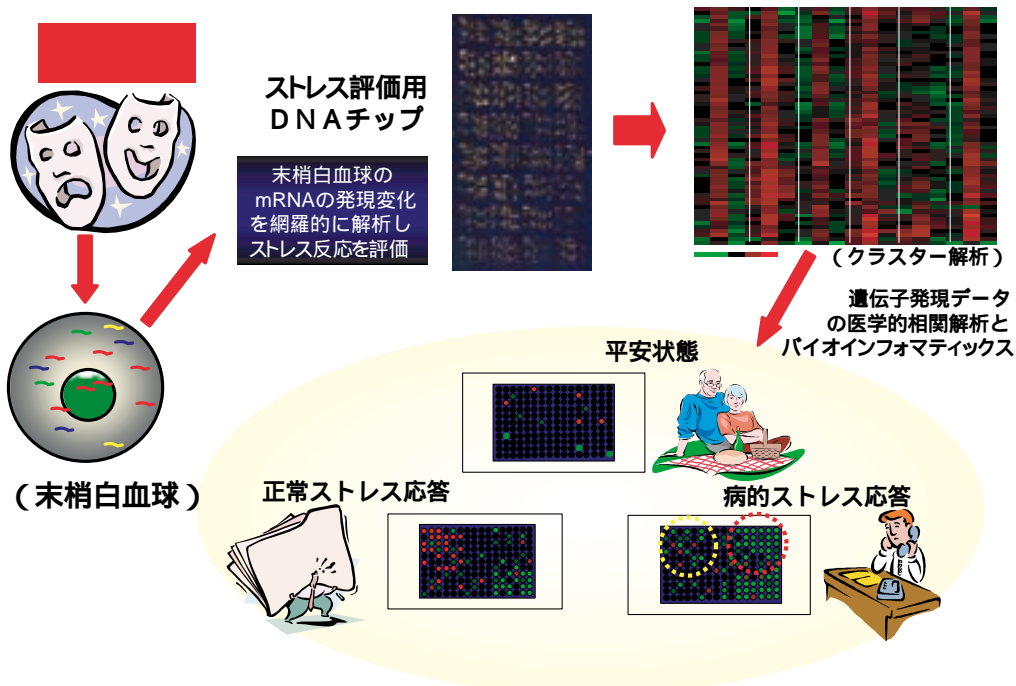 ストレス評価用
DNAチップ
末梢白血球の
mRNAの発現変化
を網羅的に解析し
ストレス反応を評価
(クラスター解析)
遺伝子発現データ
の医学的相関解析と
バイオインフォマティックス
(末梢白血球)
平安状態
正常ストレス応答
病的ストレス応答